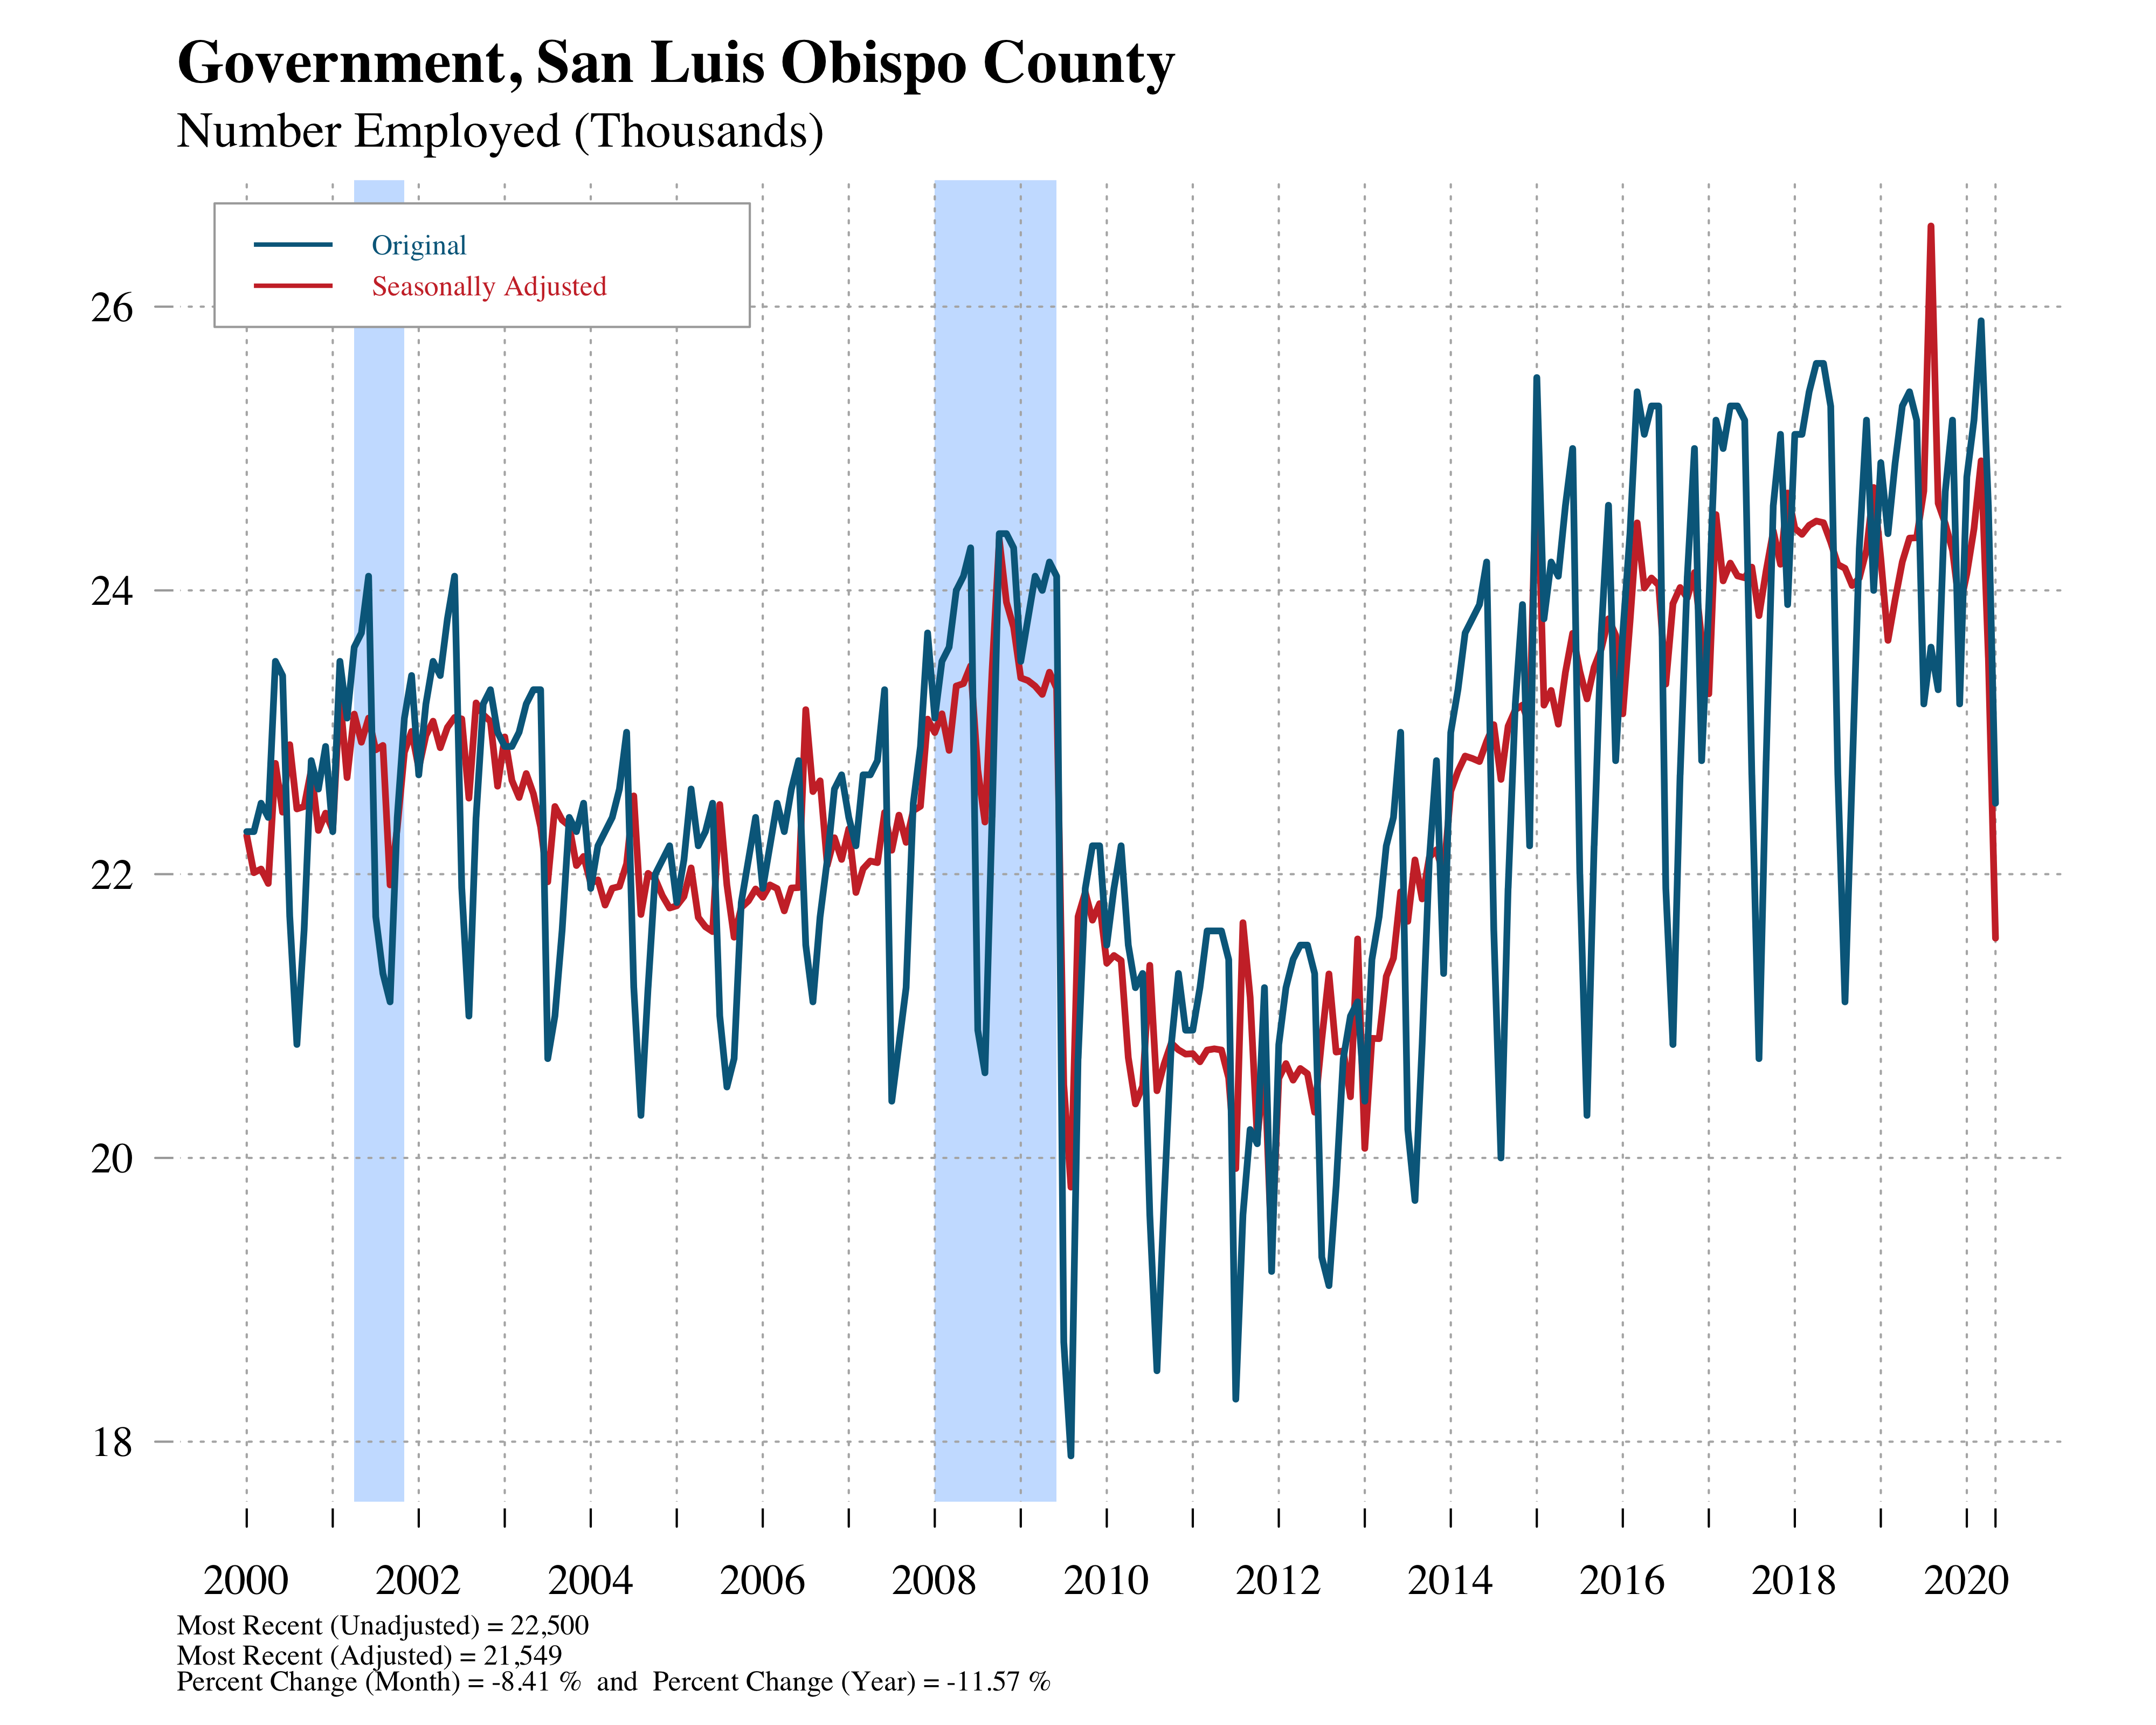 Government, San Luis Obispo County
Number Employed (Thousands)
Original
Seasonally Adjusted
26
24
22
20
18
2000 2002 2004 2006 2008 2010 2012 2014 2016 2018 2020
Most Recent (Unadjusted) = 22,500
Most Recent (Adjusted) = 21,549
Percent Change (Month) = -8.41 % and Percent Change (Year) = -11.57 %